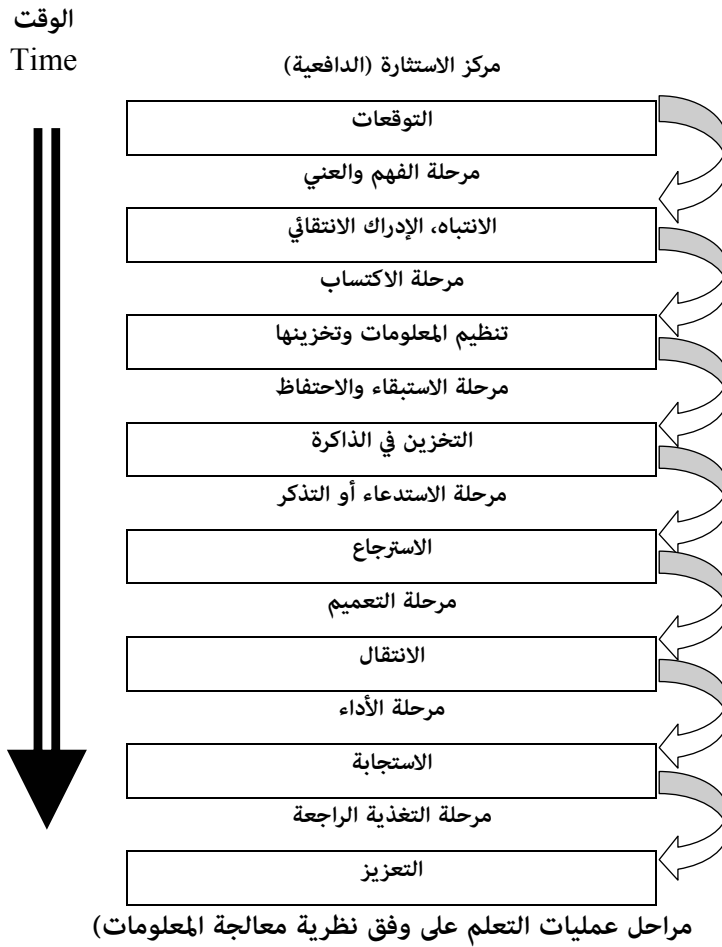 الوقت
Time
مركز الاستثارة (الدافعية)
التوقعات
مرحلة الفهم والعني
الانتباه، الإدراك الانتقائي
مرحلة الاكتساب
تنظيم المعلومات وتخزينها
مرحلة الاستبقاء والاحتفاظ
التخزين في الذاكرة
مرحلة الاستدعاء أو التذكر
الاسترجاع
مرحلة التعميم
الانتقال
مرحلة الأداء
الاستجابة
مرحلة التغذية الراجعة
التعزيز
مراحل عمليات التعلم على وفق نظرية معالجة المعلومات)